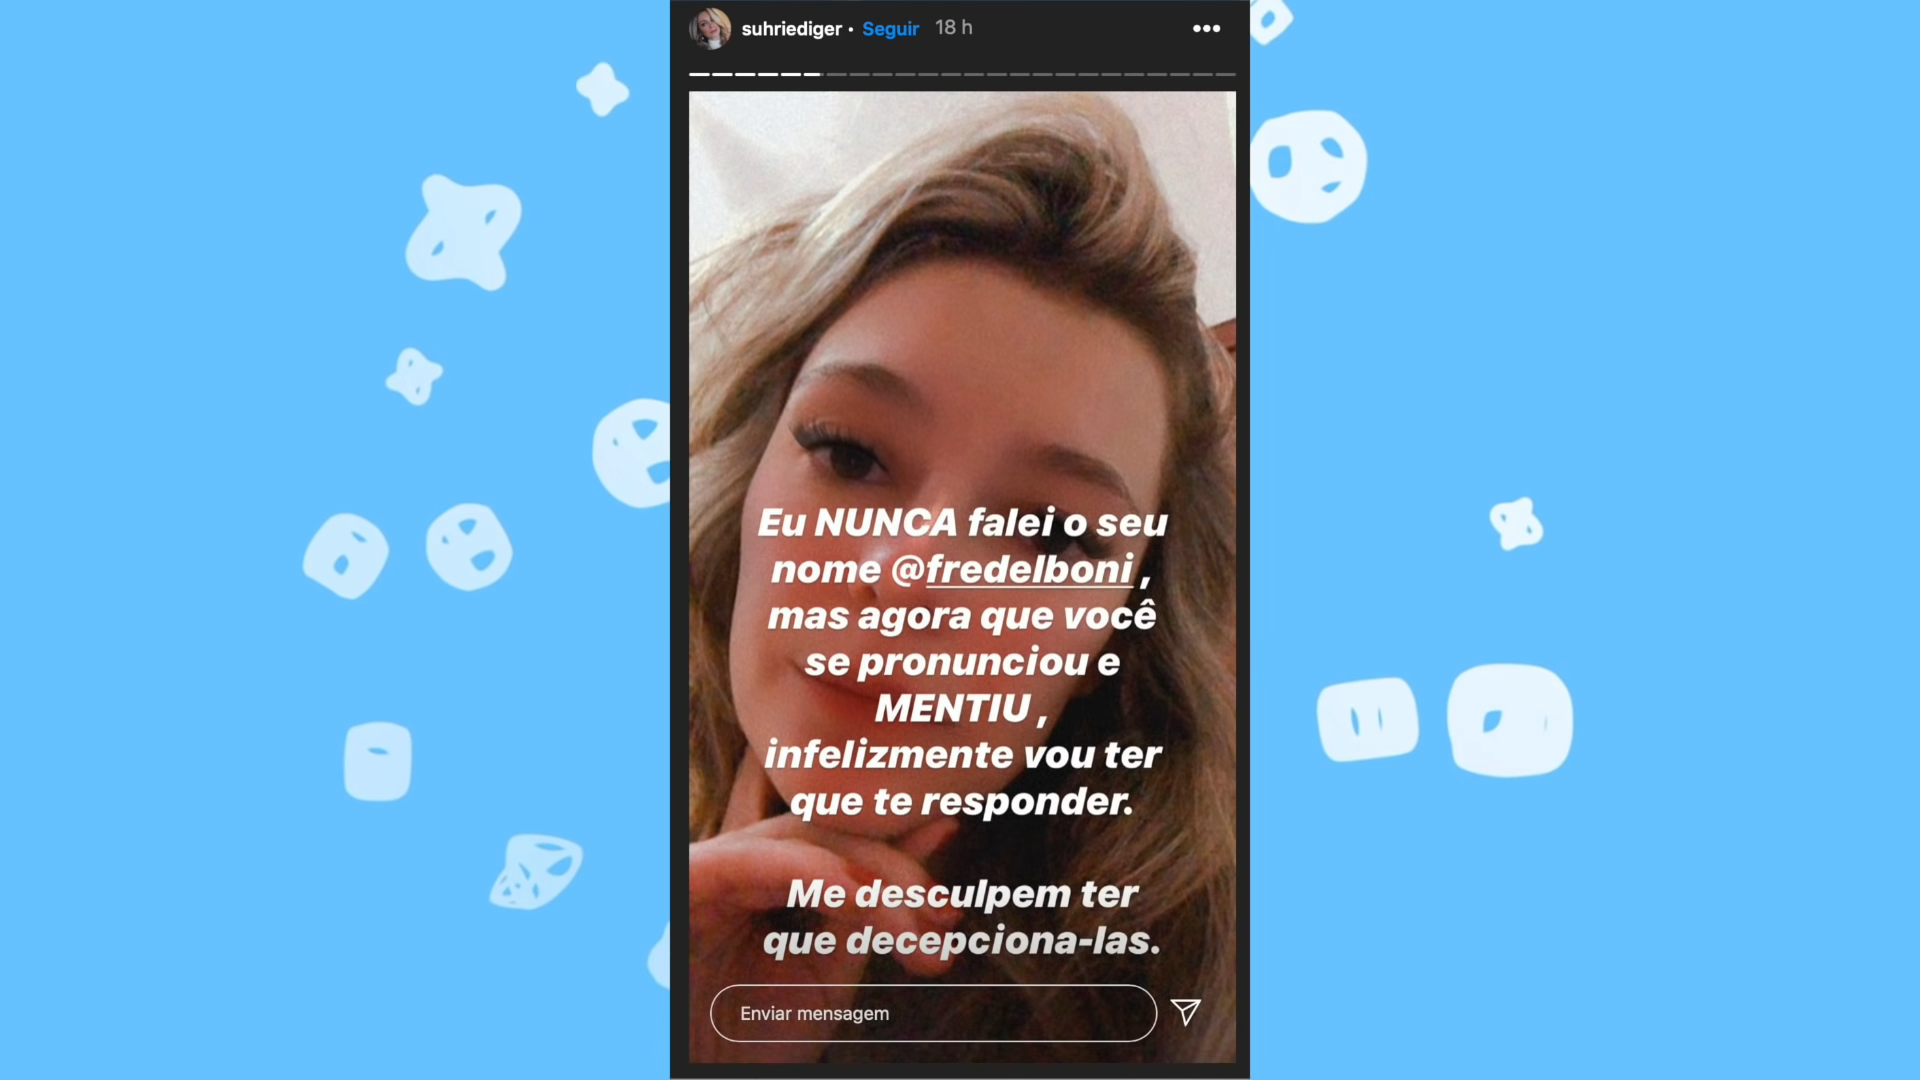 suhriediger • Seguir 18 h
Eu NUNCA falei o seu
nome @fredelboni ,
mas agora que você
se pronunciou e
MENTIU ,
infelizmente vou ter
que te responder.
Me desculpem ter
que decepciona-las.
Enviar mensagem